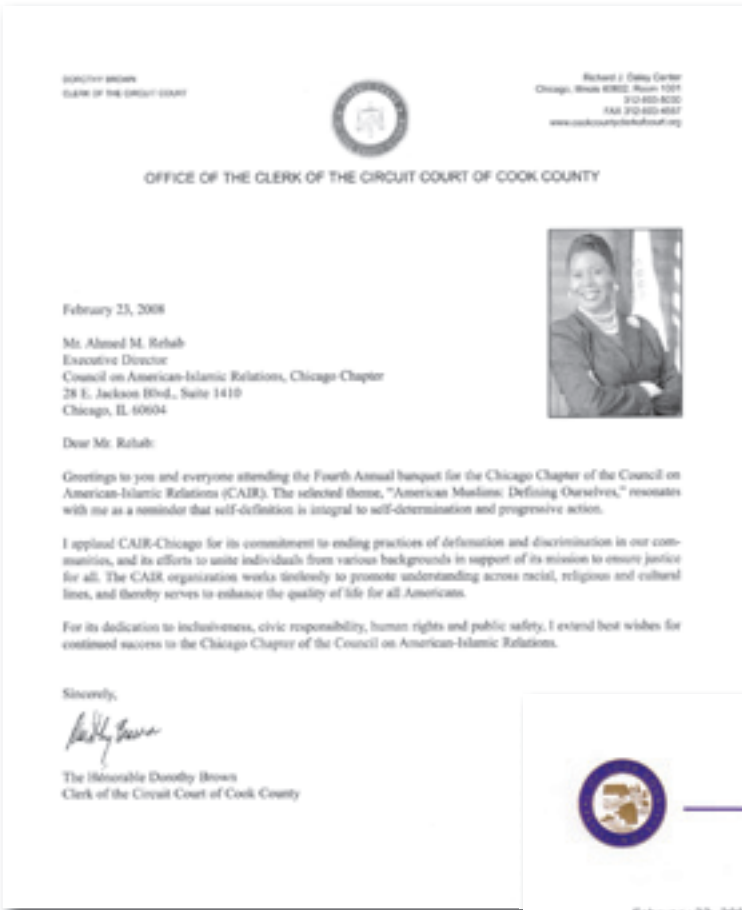 DOROTHY BROWN
CLERK OF THE CIRCUIT COURT
Richard J. Daley Center
Chicago, Illinois 60602, Room 1001
www.cookcountyclerkofcourt.org
OFFICE OF THE CLERK OF THE CIRCUIT COURT OF COOK COUNTY
February 23, 2008
Mr. Ahmed M. Rehab
Executive Director
Council on American-Islamic Relations, Chicago Chapter
28 E. Jackson Blvd., Suite 1410
Chicago, IL 60604
Dear Mr. Rehab:
Greetings to you and everyone attending the Fourth Annual banquet for the Chicago Chapter of the Council on
American-Islamic Relations (CAIR). The selected theme, “American Muslims: Defining Ourselves,” resonates
with me as a reminder that self-definition is integral to self-determination and progressive action.
I applaud CAIR-Chicago for its commitment to ending practices of defamation and discrimination in our com-
munities, and its efforts to unite individuals from various backgrounds in support of its mission to ensure justice
for all. The CAIR organization works tirelessly to promote understanding across racial, religious and cultural
lines, and thereby serves to enhance the quality of life for all Americans.
For its dedication to inclusiveness, civic responsibility, human rights and public safety, I extend best wishes for
continued success to the Chicago Chapter of the Council on American-Islamic Relations.
Sincerely,
The Honorable Dorothy Brown
Clerk of the Circuit Court of Cook County